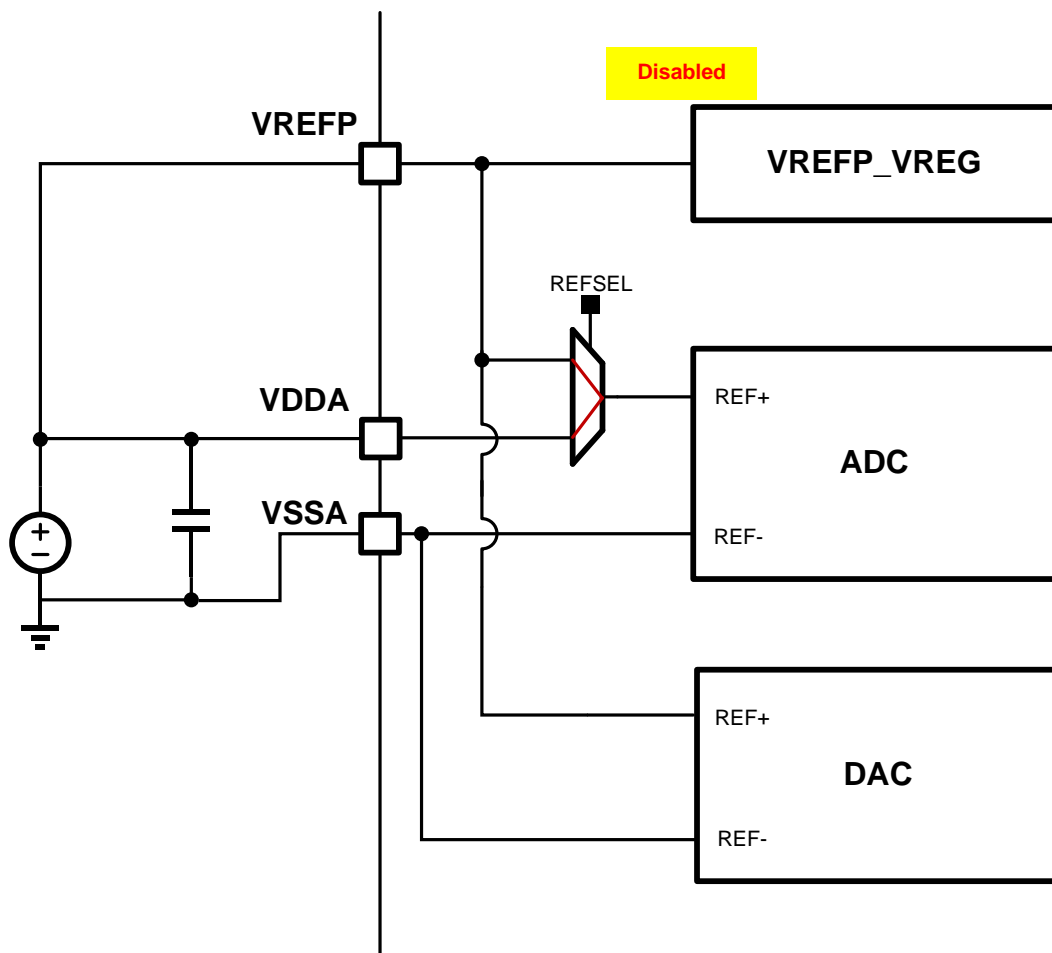 Disabled
VREFP
VREFP_VREG
REFSEL
VDDA
REF+
ADC
VSSA
REF-
+
−
REF+
DAC
REF-